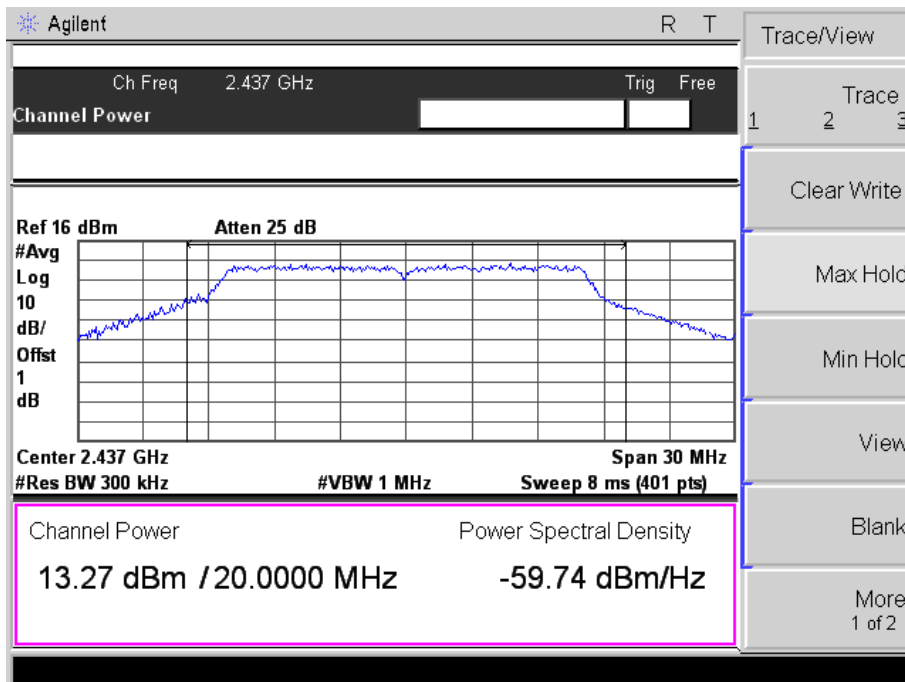 Agilent R T
Trace/View
Ch Freq 2.437 GHz Trig Free
Channel Power
Trace
1 2 3
Clear Write
Max Hold
Min Hold
View
Blank
More
1 of 2
Ref 16 dBm Atten 25 dB
#Avg
Log
10
dB/
Offst
1
dB
Center 2.437 GHz Span 30 MHz
#Res BW 300 kHz #VBW 1 MHz Sweep 8 ms (401 pts)
Channel Power Power Spectral Density
13.27 dBm / 20.0000 MHz -59.74 dBm/Hz